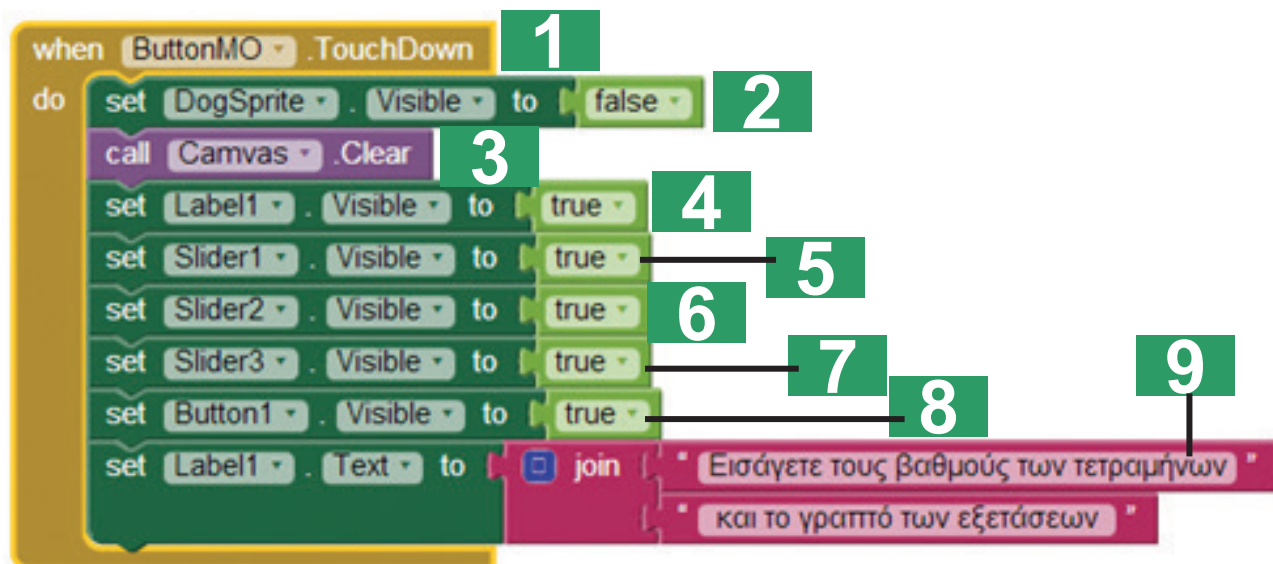 when ButtonMO .TouchDown 1
do set DogSprite . Visible to false 2
call Camvas .Clear 3
set Label1 . Visible to true 4
set Slider1 . Visible to true 5
set Slider2 . Visible to true 6
set Slider3 . Visible to true 7
set Button1 . Visible to true 8
set Label1 . Text to join " Εισάγετε τους βαθμούς των τετραμήνων " 9
" και το γραπτό των εξετάσεων "